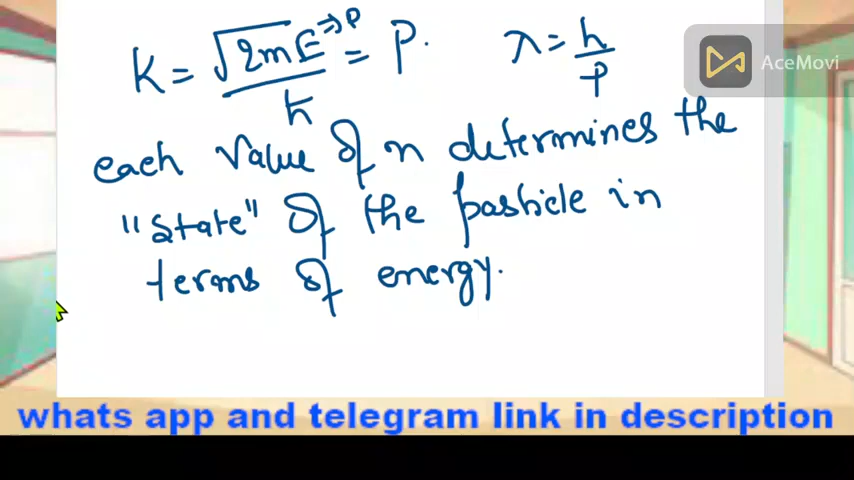 K = √2mE ⇒ P / ħ = P. λ = h / P
AceMovi
each value of n determines the
"state" of the particle in
terms of energy.
whats app and telegram link in description